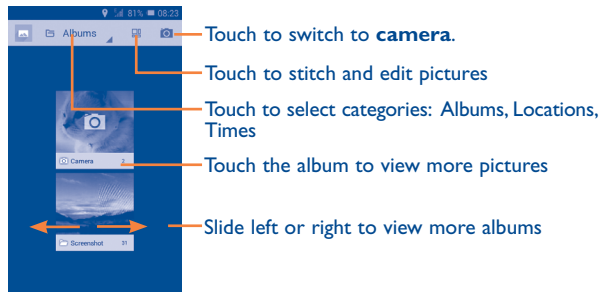 81% 08:23
Albums
Touch to switch to camera.
Touch to stitch and edit pictures
Touch to select categories: Albums, Locations,
Times
Camera 2
Touch the album to view more pictures
Slide left or right to view more albums
Screenshot 31